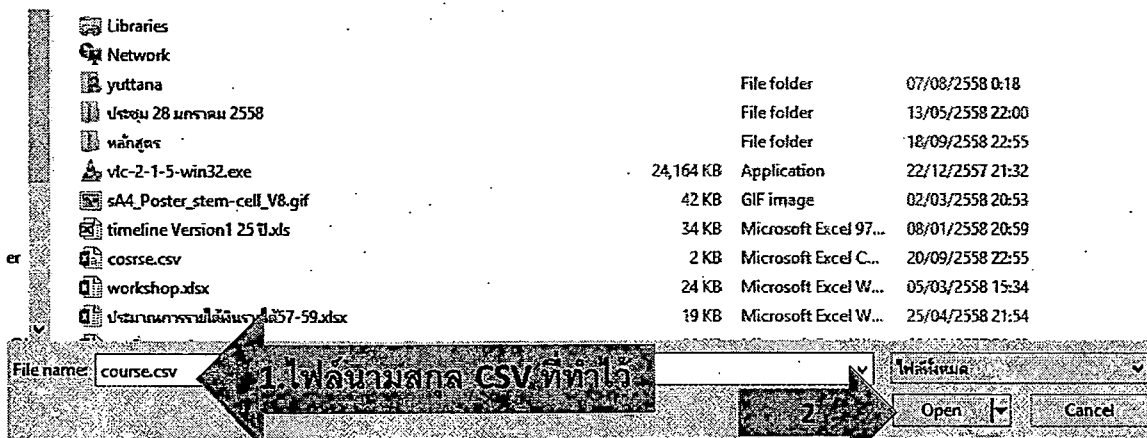 Libraries
Network
yuttana File folder 07/08/2558 0:18
ประชุม 28 มกราคม 2558 File folder 13/05/2558 22:00
หลักสูตร File folder 18/09/2558 22:55
vlc-2-1-5-win32.exe 24,164 KB Application 22/12/2557 21:32
sA4_Poster_stem-cell_V8.gif 42 KB GIF image 02/03/2558 20:53
timeline Version1 25 ปี.xls 34 KB Microsoft Excel 97... 08/01/2558 20:59
er cosrse.csv 2 KB Microsoft Excel C... 20/09/2558 22:55
workshop.xlsx 24 KB Microsoft Excel W... 05/03/2558 15:34
19 KB Microsoft Excel W... 25/04/2558 21:54
File name: course.csv 1.ไฟล์นามสกุล CSV ที่ทำไว้ ไฟล์ทั้งหมด
2 Open Cancel